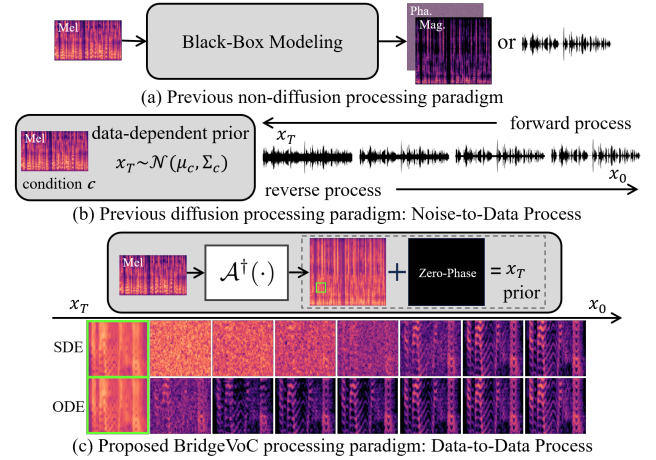 Mel
Black-Box Modeling
Pha.
Mag.
or
(a) Previous non-diffusion processing paradigm
Mel
data-dependent prior
x_T~𝒩(μ_c, Σ_c)
condition c
x_T
forward process
reverse process
x_0
(b) Previous diffusion processing paradigm: Noise-to-Data Process
Mel
𝒜†(·)
+
Zero-Phase
= x_T
prior
x_T
x_0
SDE
ODE
(c) Proposed BridgeVoC processing paradigm: Data-to-Data Process